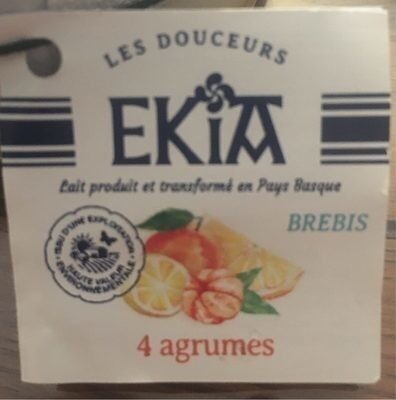 LES DOUCEURS
EKiA
Lait produit et transformé en Pays Basque
BREBIS
ISSU D'UNE EXPLOITATION
HAUTE VALEUR
ENVIRONNEMENTALE
4 agrumes